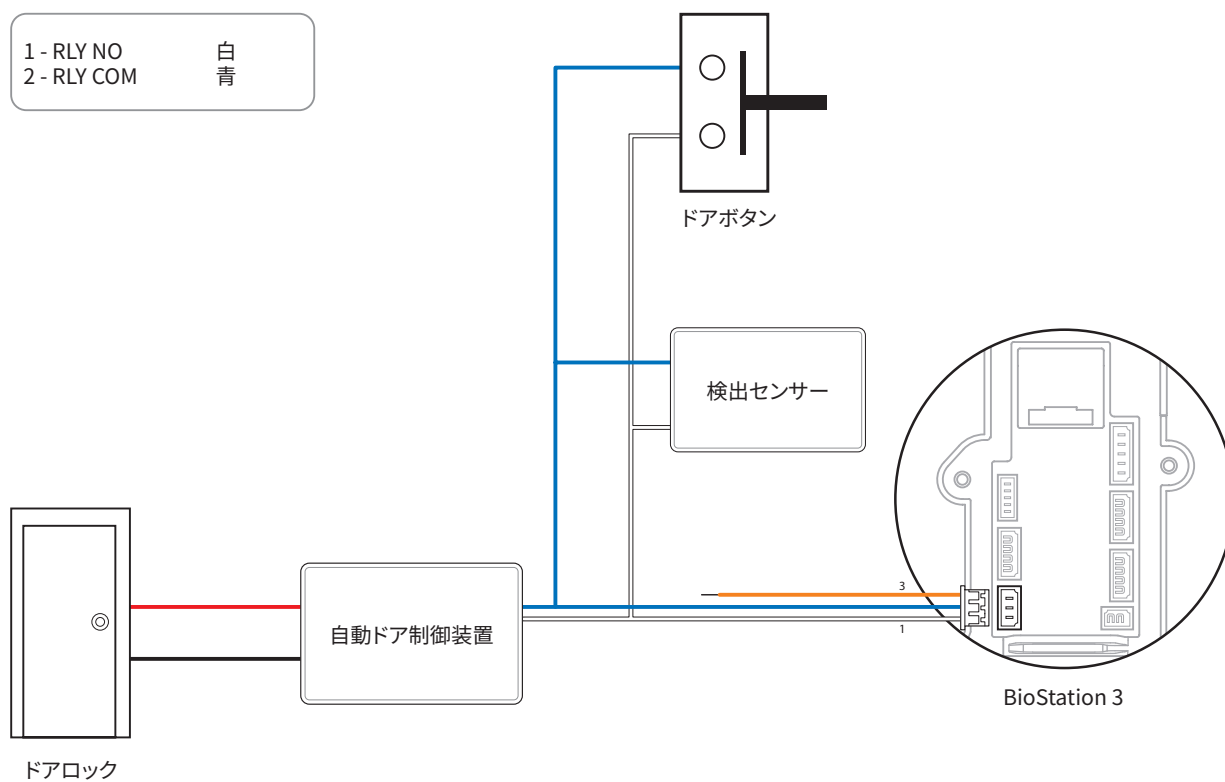 1 - RLY NO 白
2 - RLY COM 青
ドアボタン
検出センサー
3
自動ドア制御装置
1
BioStation 3
ドアロック